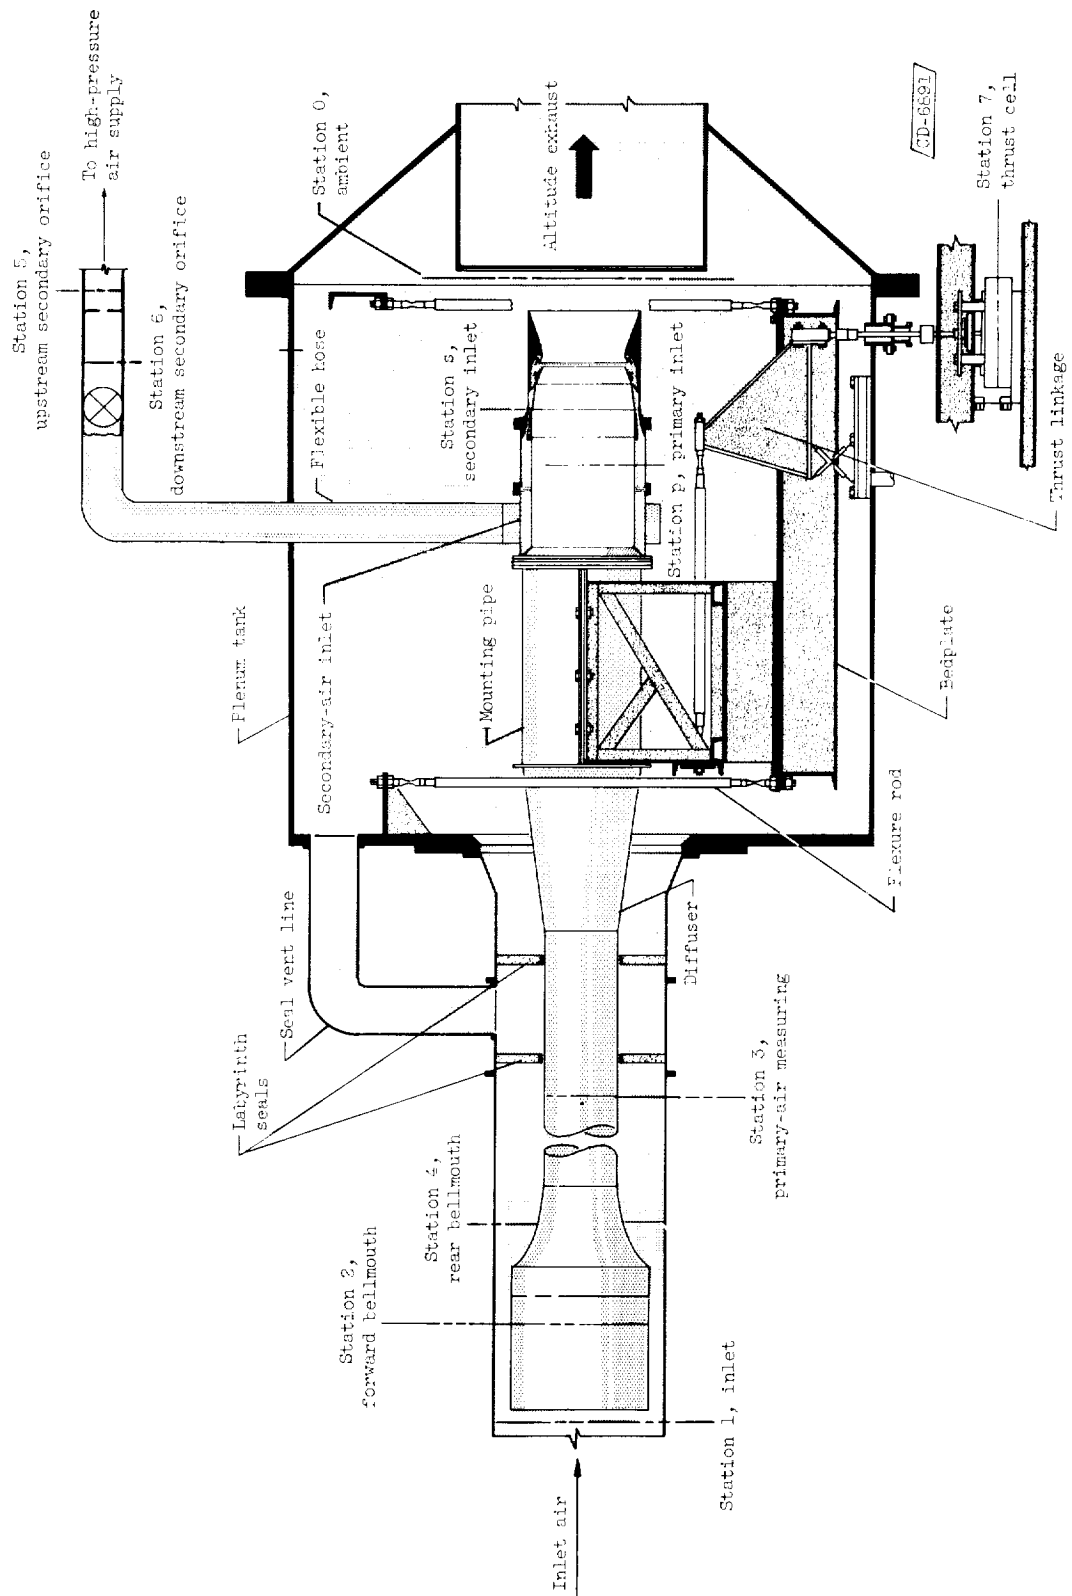 Station 5,
upstream secondary orifice
To high-pressure
air supply
Station 6,
downstream secondary orifice
Station 0,
ambient
Altitude exhaust
CD-6891
Station 7,
thrust cell
Flexible hose
Station s,
secondary inlet
Station p, primary inlet
Thrust linkage
Plenum tank
Secondary-air inlet
Mounting pipe
Bedplate
Seal vent line
Flexure rod
Diffuser
Labyrinth
seals
Station 3,
primary-air measuring
Station 4,
rear bellmouth
Station 2,
forward bellmouth
Station 1, inlet
Inlet air